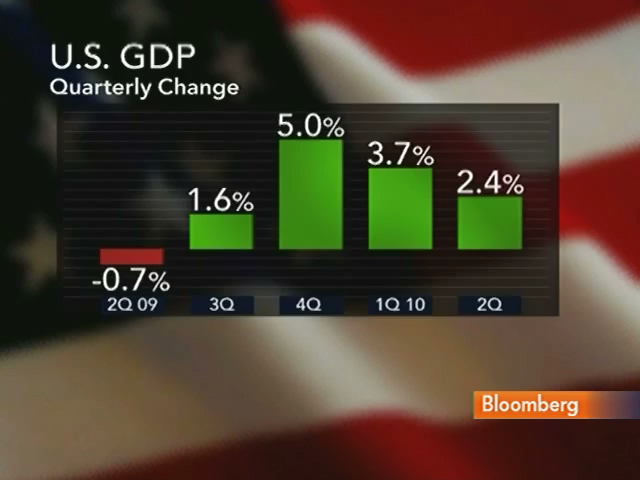 U.S. GDP
Quarterly Change
5.0%
3.7%
2.4%
1.6%
-0.7%
2Q 09 3Q 4Q 1Q 10 2Q
Bloomberg